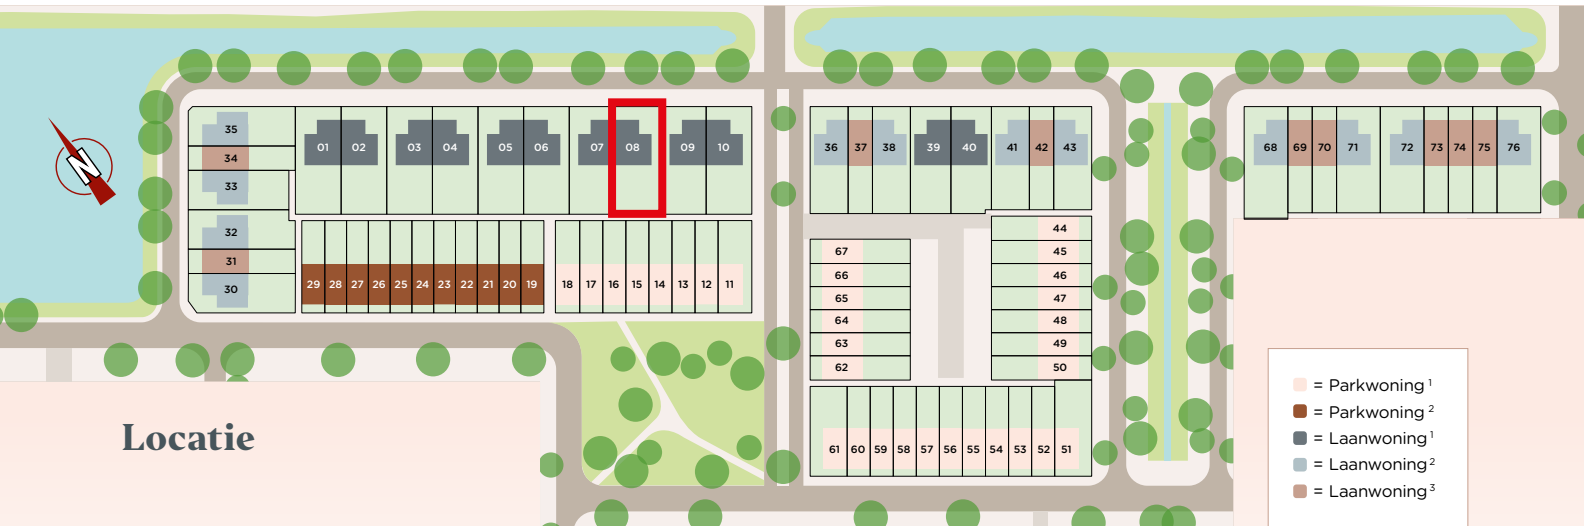 35
34
33
32
31
30
01 02 03 04 05 06 07 08 09 10
29 28 27 26 25 24 23 22 21 20 19
18 17 16 15 14 13 12 11
36 37 38 39 40 41 42 43
44
45
46
47
48
49
50
67
66
65
64
63
62
61 60 59 58 57 56 55 54 53 52 51
68 69 70 71 72 73 74 75 76
N
Locatie
= Parkwoning ¹
= Parkwoning ²
= Laanwoning ¹
= Laanwoning ²
= Laanwoning ³